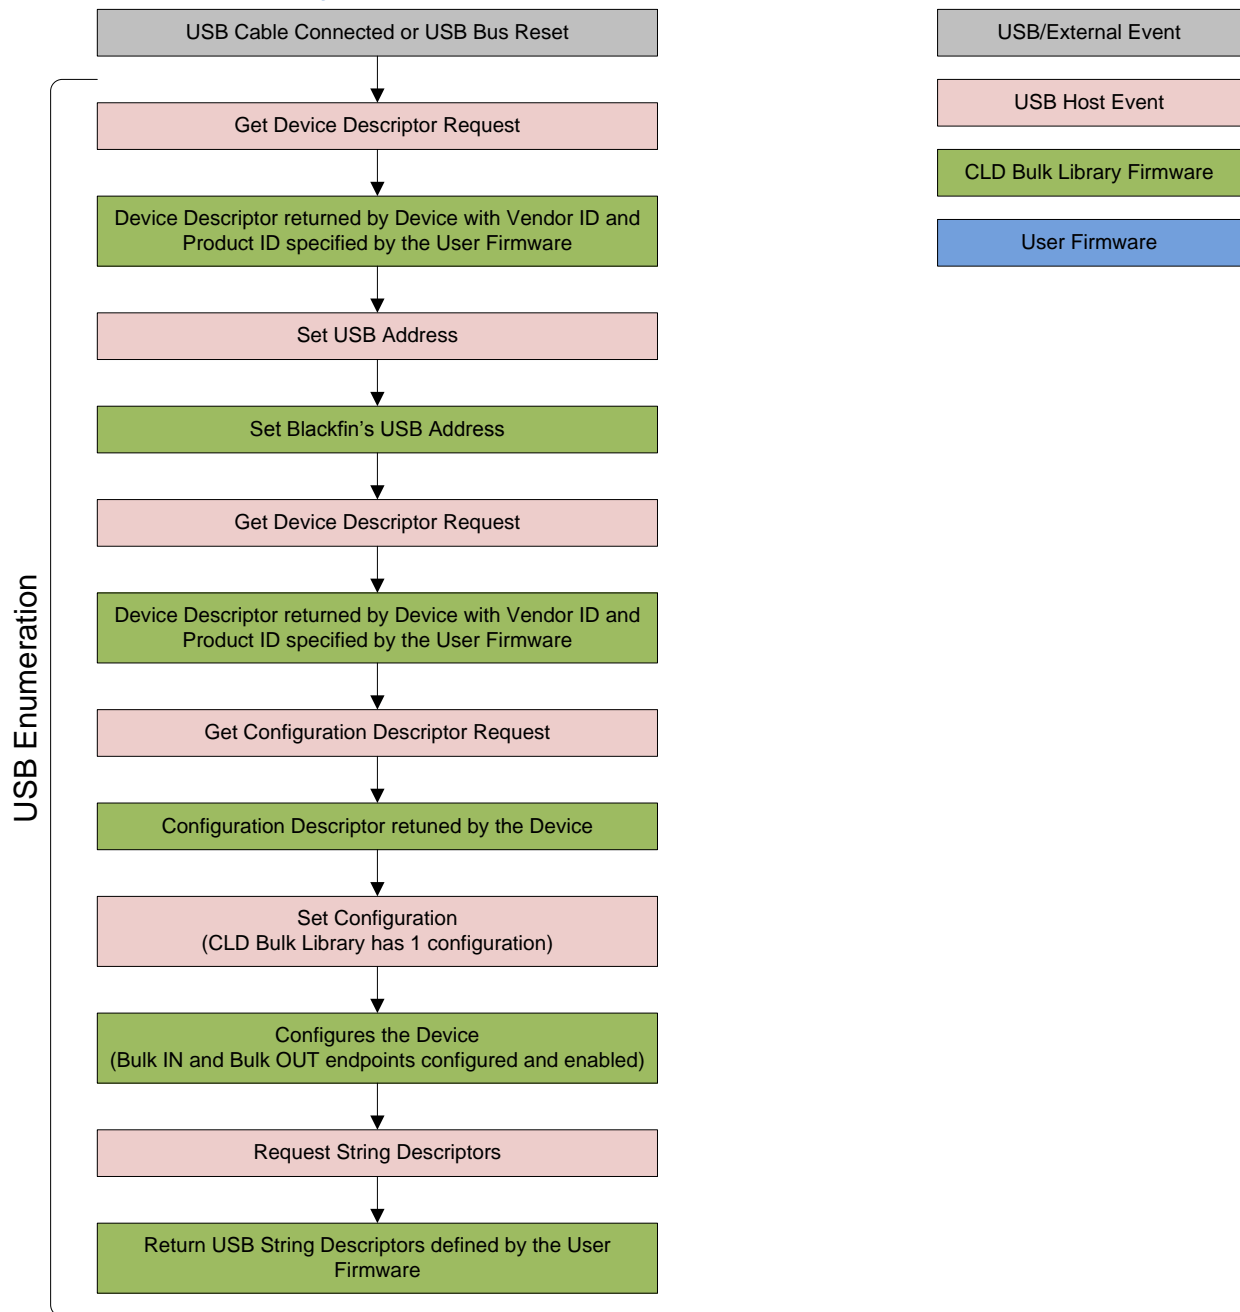 USB Cable Connected or USB Bus Reset
Get Device Descriptor Request
Device Descriptor returned by Device with Vendor ID and
Product ID specified by the User Firmware
Set USB Address
Set Blackfin's USB Address
Get Device Descriptor Request
Device Descriptor returned by Device with Vendor ID and
Product ID specified by the User Firmware
Get Configuration Descriptor Request
Configuration Descriptor retuned by the Device
Set Configuration
(CLD Bulk Library has 1 configuration)
Configures the Device
(Bulk IN and Bulk OUT endpoints configured and enabled)
Request String Descriptors
Return USB String Descriptors defined by the User
Firmware
USB Enumeration
USB/External Event
USB Host Event
CLD Bulk Library Firmware
User Firmware